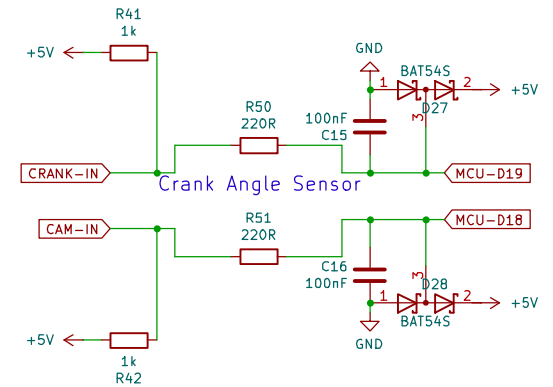 R41
1k
+5V
GND
BAT54S
1
2
+5V
R50
220R
100nF
C15
D27
3
CRANK-IN
MCU-D19
Crank Angle Sensor
CAM-IN
R51
220R
MCU-D18
C16
100nF
3
D28
1
2
+5V
BAT54S
+5V
GND
1k
R42